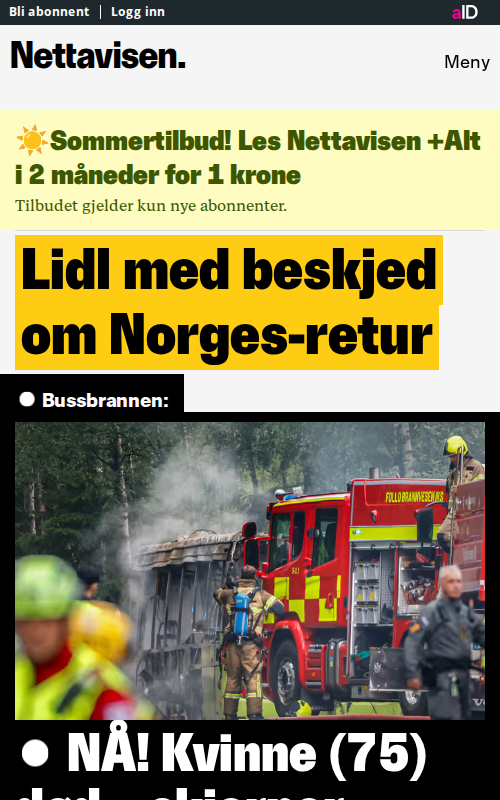 Bli abonnent
Logg inn
aID
Nettavisen.
Meny
☀️Sommertilbud! Les Nettavisen +Alt
i 2 måneder for 1 krone
Tilbudet gjelder kun nye abonnenter.
Lidl med beskjed
om Norges-retur
Bussbrannen:
FOLLO BRANNVESEN IKS
NÅ! Kvinne (75)